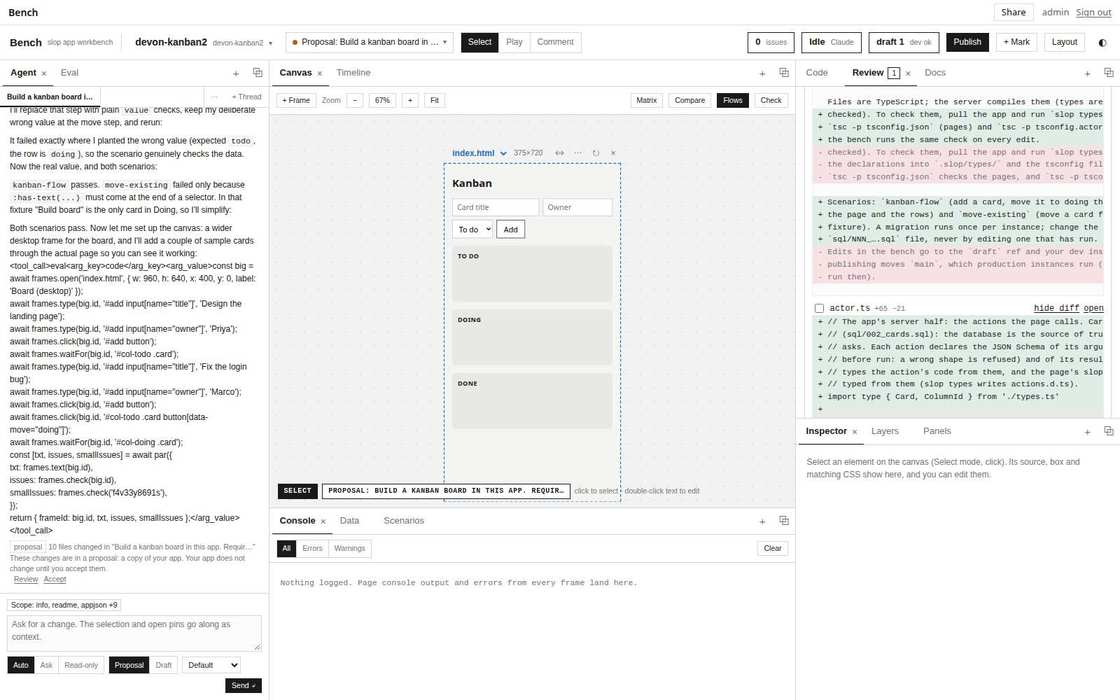 Bench
Share
admin
Sign out
Bench
slop app workbench
devon-kanban2
devon-kanban2
Proposal: Build a kanban board in …
Select
Play
Comment
0 issues
Idle Claude
draft 1 dev ok
Publish
+ Mark
Layout
Agent ×
Eval
+
Build a kanban board i…
···
+ Thread
I'll replace that step with plain value checks, keep my deliberate
wrong value at the move step, and rerun:
It failed exactly where I planted the wrong value (expected todo ,
the row is doing ), so the scenario genuinely checks the data.
Now the real value, and both scenarios:
kanban-flow passes. move-existing failed only because
:has-text(...) must come at the end of a selector. In that
fixture "Build board" is the only card in Doing, so I'll simplify:
Both scenarios pass. Now let me set up the canvas: a wider
desktop frame for the board, and I'll add a couple of sample cards
through the actual page so you can see it working:
<tool_call>eval<arg_key>code</arg_key><arg_value>const big =
await frames.open('index.html', { w: 960, h: 640, x: 400, y: 0, label:
'Board (desktop)' });
await frames.type(big.id, '#add input[name="title"]', 'Design the
landing page');
await frames.type(big.id, '#add input[name="owner"]', 'Priya');
await frames.click(big.id, '#add button');
await frames.waitFor(big.id, '#col-todo .card');
await frames.type(big.id, '#add input[name="title"]', 'Fix the login
bug');
await frames.type(big.id, '#add input[name="owner"]', 'Marco');
await frames.click(big.id, '#add button');
await frames.click(big.id, '#col-todo .card button[data-
move="doing"]');
await frames.waitFor(big.id, '#col-doing .card');
const [txt, issues, smallIssues] = await par({
txt: frames.text(big.id),
issues: frames.check(big.id),
smallIssues: frames.check('f4v33y8691s'),
});
return { frameId: big.id, txt, issues, smallIssues };</arg_value>
</tool_call>
proposal 10 files changed in "Build a kanban board in this app. Requir…"
These changes are in a proposal: a copy of your app. Your app does not
change until you accept them.
Review Accept
Scope: info, readme, appjson +9
Ask for a change. The selection and open pins go along as
context.
Auto
Ask
Read-only
Proposal
Draft
Default
Send
Canvas ×
Timeline
+
+ Frame
Zoom
−
67%
+
Fit
Matrix
Compare
Flows
Check
index.html
375×720
···
×
Kanban
Card title
Owner
To do
Add
TO DO
DOING
DONE
SELECT
PROPOSAL: BUILD A KANBAN BOARD IN THIS APP. REQUIR…
click to select · double-click text to edit
Console ×
Data
Scenarios
+
All
Errors
Warnings
Clear
Nothing logged. Page console output and errors from every frame land here.
Code
Review 1 ×
Docs
+
Files are TypeScript; the server compiles them (types are
+ checked). To check them, pull the app and run `slop types
+ `tsc -p tsconfig.json` (pages) and `tsc -p tsconfig.actor
+ the bench runs the same check on every edit.
- checked). To check them, pull the app and run `slop types
- the declarations into `.slop/types/` and the tsconfig fil
- `tsc -p tsconfig.json` checks the pages, and `tsc -p tsco
+ Scenarios: `kanban-flow` (add a card, move it to doing th
+ the page and the rows) and `move-existing` (move a card f
+ fixture). A migration runs once per instance; change the
+ `sql/NNN_….sql` file, never by editing one that has run.
- Edits in the bench go to the `draft` ref and your dev ins
- publishing moves `main`, which production instances run (
- run then).
actor.ts +65 −21
hide diff
open
+ // The app's server half: the actions the page calls. Car
+ // (sql/002_cards.sql): the database is the source of tru
+ // asks. Each action declares the JSON Schema of its argu
+ // before run: a wrong shape is refused) and of its resul
+ // types the action's code from them, and the page's slop
+ // typed from them (slop types writes actions.d.ts).
+ import type { Card, ColumnId } from './types.ts'
+
Inspector ×
Layers
Panels
+
Select an element on the canvas (Select mode, click). Its source, box and
matching CSS show here, and you can edit them.